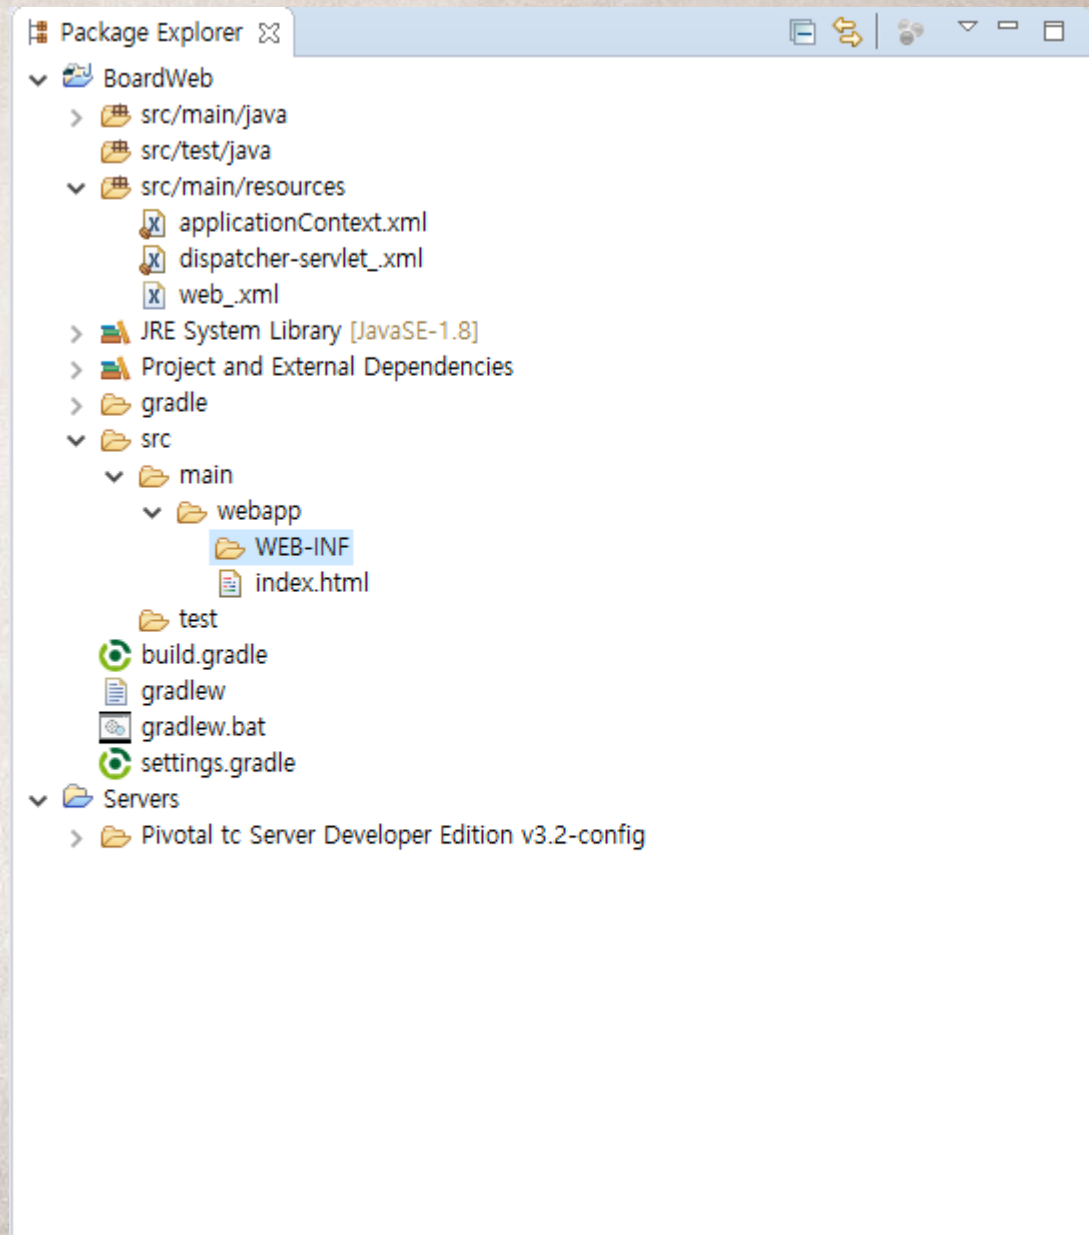 Package Explorer
BoardWeb
src/main/java
src/test/java
src/main/resources
applicationContext.xml
dispatcher-servlet_.xml
web_.xml
JRE System Library [JavaSE-1.8]
Project and External Dependencies
gradle
src
main
webapp
WEB-INF
index.html
test
build.gradle
gradlew
gradlew.bat
settings.gradle
Servers
Pivotal tc Server Developer Edition v3.2-config